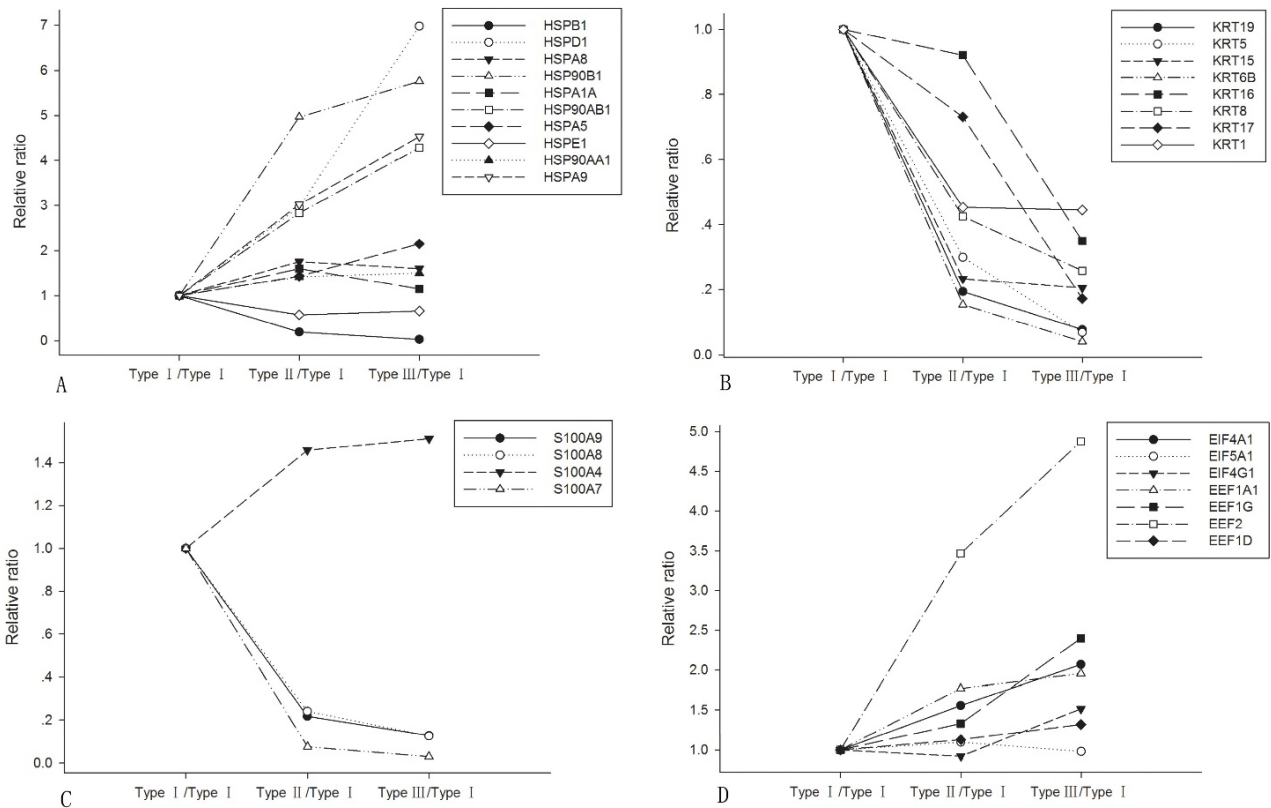 Relative ratio
7
6
5
4
3
2
1
0
HSPB1
HSPD1
HSPA8
HSP90B1
HSPA1A
HSP90AB1
HSPA5
HSPE1
HSP90AA1
HSPA9
Type Ⅰ/Type Ⅰ
Type Ⅱ/Type Ⅰ
Type Ⅲ/Type Ⅰ
A
Relative ratio
1.0
.8
.6
.4
.2
0.0
KRT19
KRT5
KRT15
KRT6B
KRT16
KRT8
KRT17
KRT1
Type Ⅰ/Type Ⅰ
Type Ⅱ/Type Ⅰ
Type Ⅲ/Type Ⅰ
B
Relative ratio
1.4
1.2
1.0
.8
.6
.4
.2
0.0
S100A9
S100A8
S100A4
S100A7
Type Ⅰ/Type Ⅰ
Type Ⅱ/Type Ⅰ
Type Ⅲ/Type Ⅰ
C
Relative ratio
5.0
4.5
4.0
3.5
3.0
2.5
2.0
1.5
1.0
EIF4A1
EIF5A1
EIF4G1
EEF1A1
EEF1G
EEF2
EEF1D
Type Ⅰ/Type Ⅰ
Type Ⅱ/Type Ⅰ
Type Ⅲ/Type Ⅰ
D